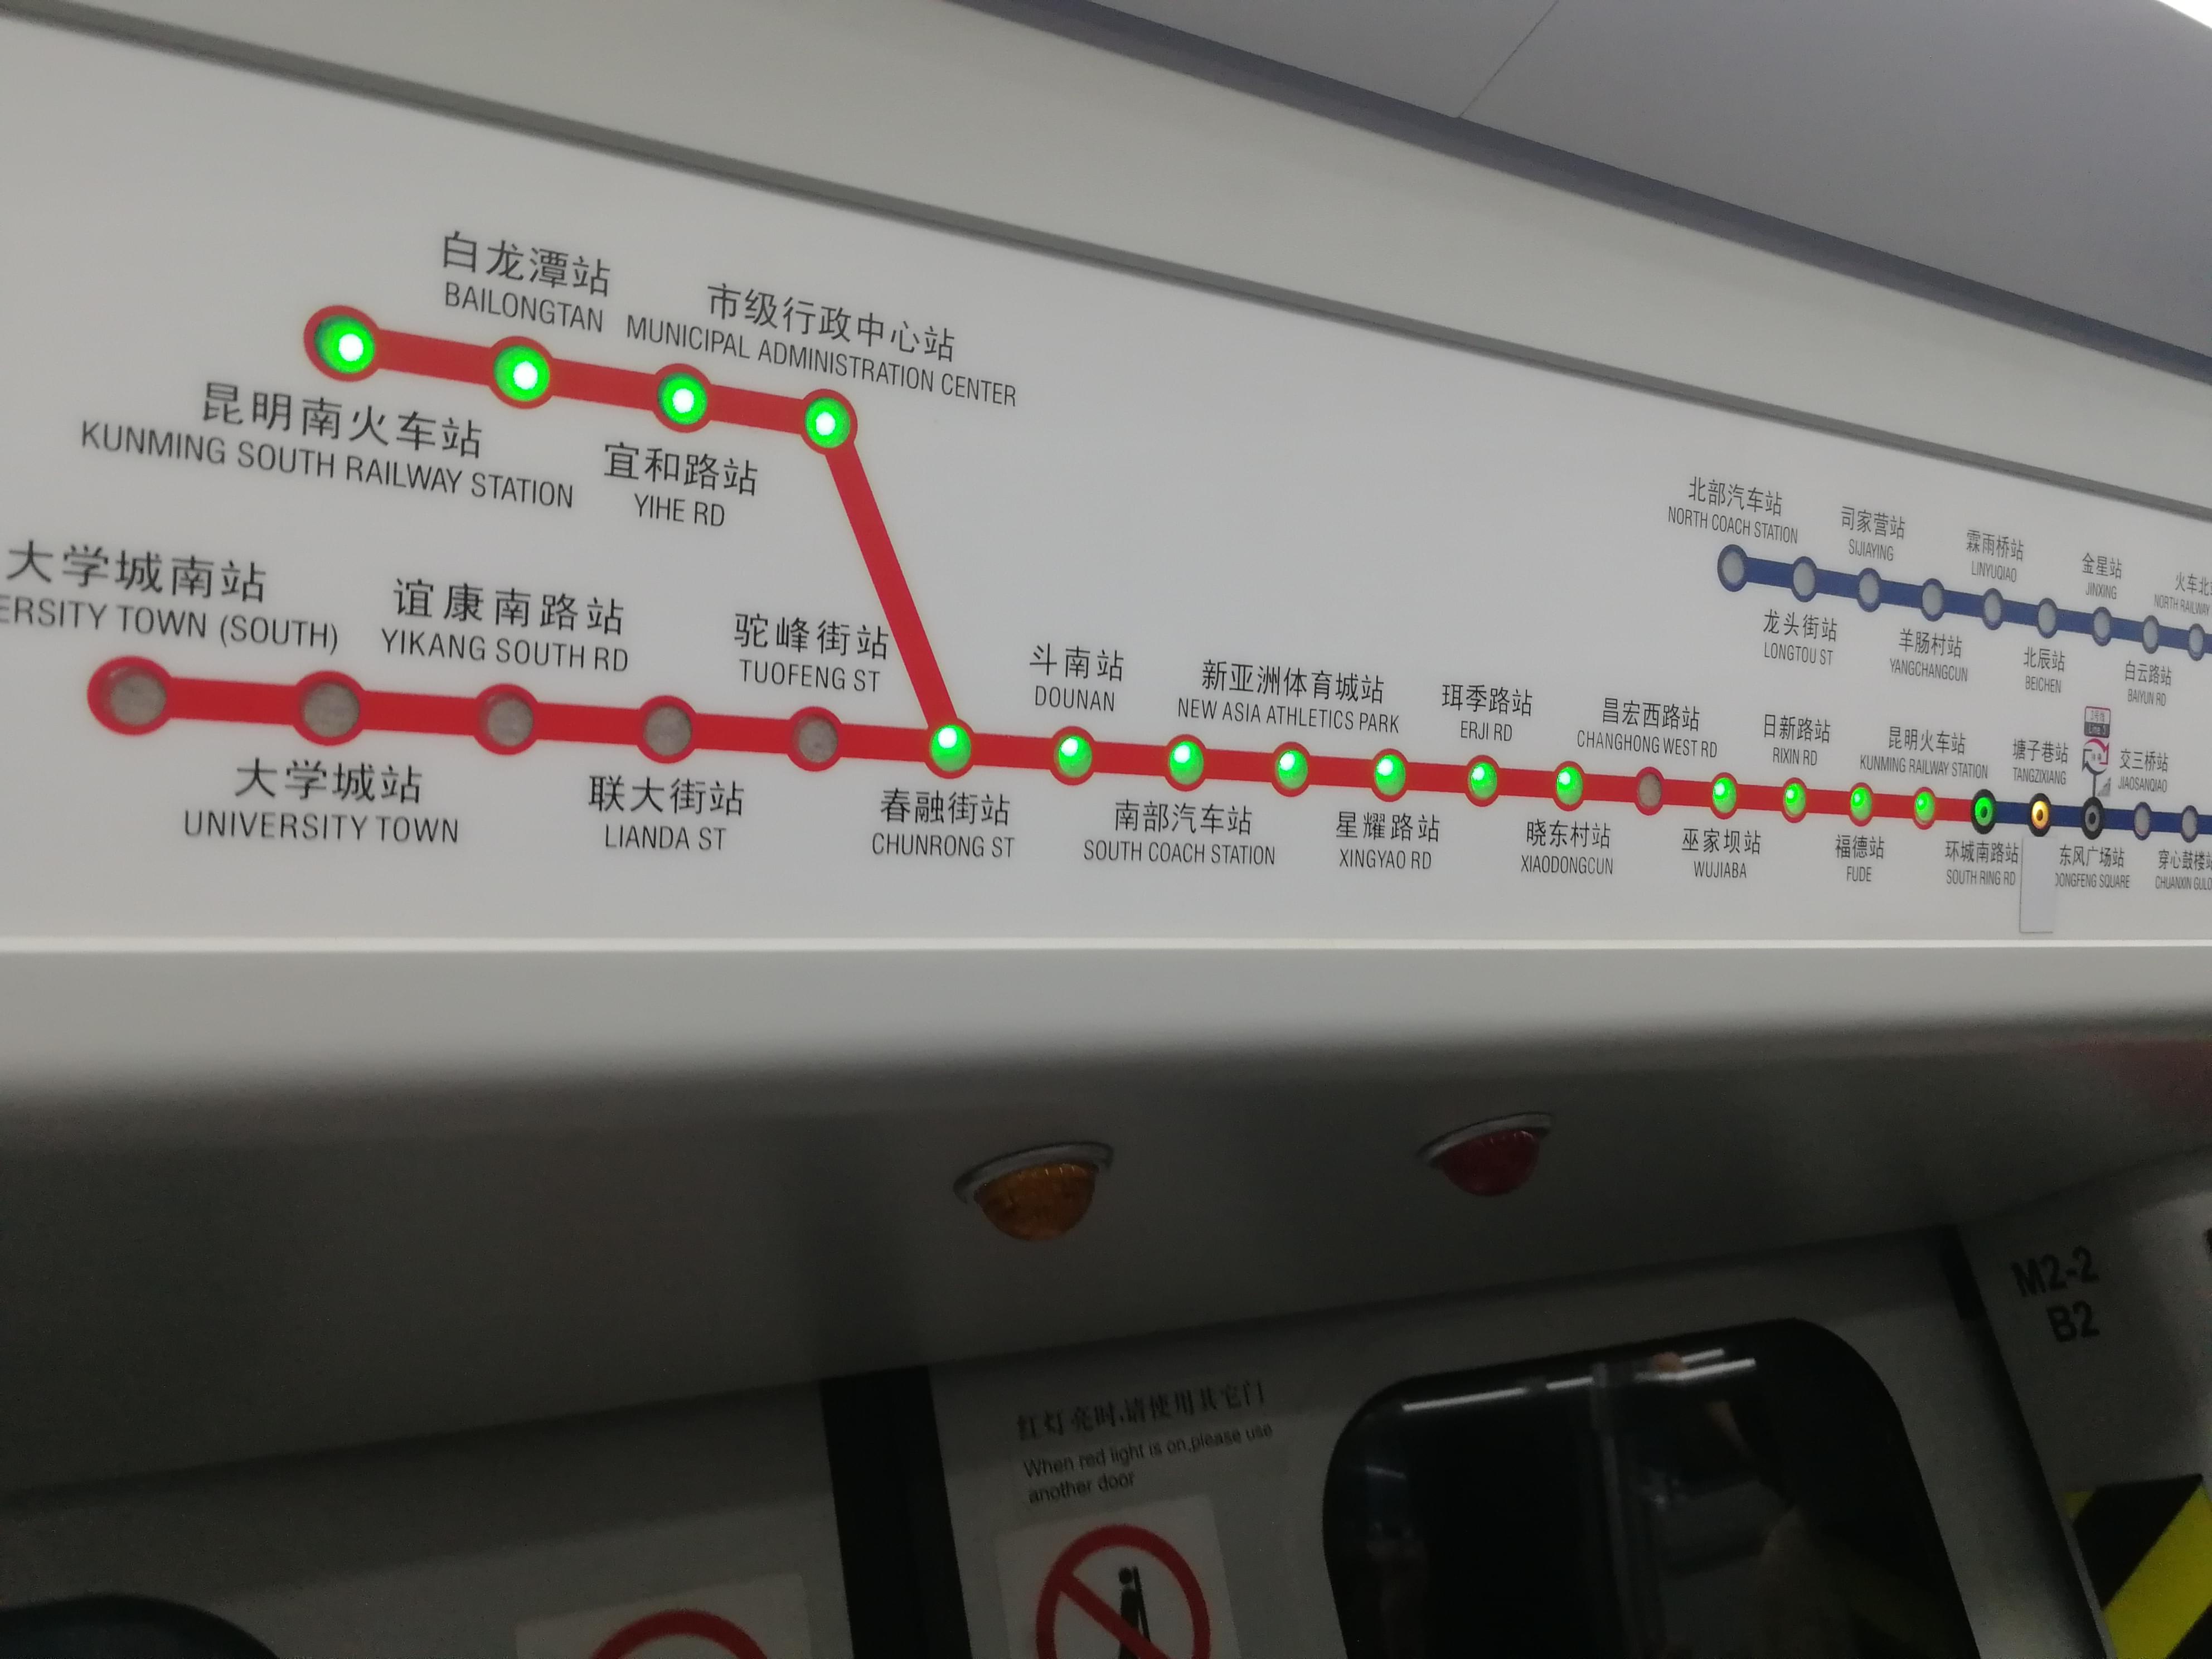 白龙潭站
BAILONGTAN
市级行政中心站
MUNICIPAL ADMINISTRATION CENTER
昆明南火车站
KUNMING SOUTH RAILWAY STATION
宜和路站
YIHE RD
大学城南站
ERSITY TOWN (SOUTH)
谊康南路站
YIKANG SOUTH RD
驼峰街站
TUOFENG ST
斗南站
DOUNAN
新亚洲体育城站
NEW ASIA ATHLETICS PARK
珥季路站
ERJI RD
昌宏西路站
CHANGHONG WEST RD
日新路站
RIXIN RD
昆明火车站
KUNMING RAILWAY STATION
塘子巷站
TANGZIXIANG
交三桥站
JIAOSANQIAO
大学城站
UNIVERSITY TOWN
联大街站
LIANDA ST
春融街站
CHUNRONG ST
南部汽车站
SOUTH COACH STATION
星耀路站
XINGYAO RD
晓东村站
XIAODONGCUN
巫家坝站
WUJIABA
福德站
FUDE
环城南路站
SOUTH RING RD
东风广场站
DONGFENG SQUARE
穿心鼓楼站
CHUANXIN GULO
北部汽车站
NORTH COACH STATION
司家营站
SIJIAYING
霖雨桥站
LINYUQIAO
金星站
JINXING
火车北
NORTH RAILWAY
龙头街站
LONGTOU ST
羊肠村站
YANGCHANGCUN
北辰站
BEICHEN
白云路站
BAIYUN RD
M2-2
B2
红灯亮时,请使用其它门
When red light is on,please use
another door